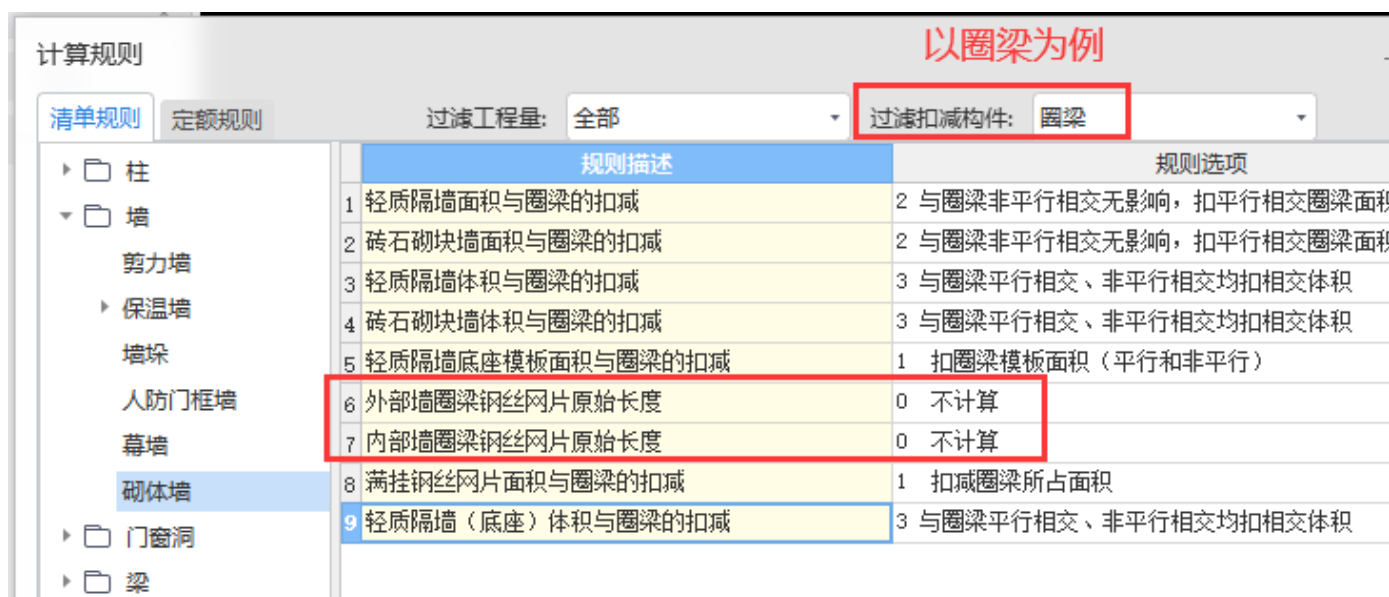 以圈梁为例
计算规则
清单规则 定额规则 过滤工程量: 全部 过滤扣减构件: 圈梁
规则描述 规则选项
柱
墙
剪力墙
保温墙
墙垛
人防门框墙
幕墙
砌体墙
门窗洞
梁
1 轻质隔墙面积与圈梁的扣减 2 与圈梁非平行相交无影响，扣平行相交圈梁面积
2 砖石砌块墙面积与圈梁的扣减 2 与圈梁非平行相交无影响，扣平行相交圈梁面积
3 轻质隔墙体积与圈梁的扣减 3 与圈梁平行相交、非平行相交均扣相交体积
4 砖石砌块墙体积与圈梁的扣减 3 与圈梁平行相交、非平行相交均扣相交体积
5 轻质隔墙底座模板面积与圈梁的扣减 1 扣圈梁模板面积（平行和非平行）
6 外部墙圈梁钢丝网片原始长度 0 不计算
7 内部墙圈梁钢丝网片原始长度 0 不计算
8 满挂钢丝网片面积与圈梁的扣减 1 扣减圈梁所占面积
9 轻质隔墙（底座）体积与圈梁的扣减 3 与圈梁平行相交、非平行相交均扣相交体积